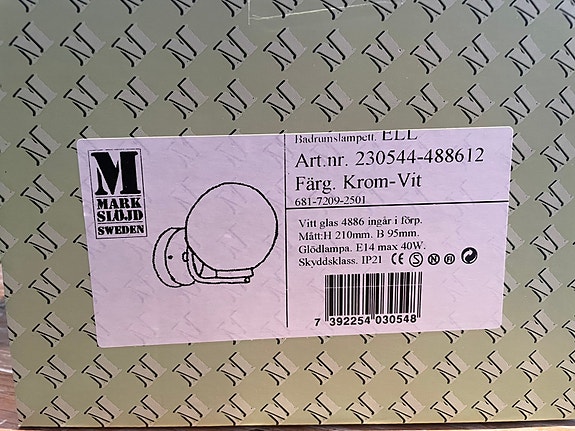 M
MARK
SLÖJD
SWEDEN
Badrumslampett. ELL
Art.nr. 230544-488612
Färg. Krom-Vit
681-7209-2501
Vitt glas 4886 ingår i förp.
Mått:H 210mm. B 95mm.
Glödlampa. E14 max 40W.
Skyddsklass. IP21 CE S N D F
7 392254 030548